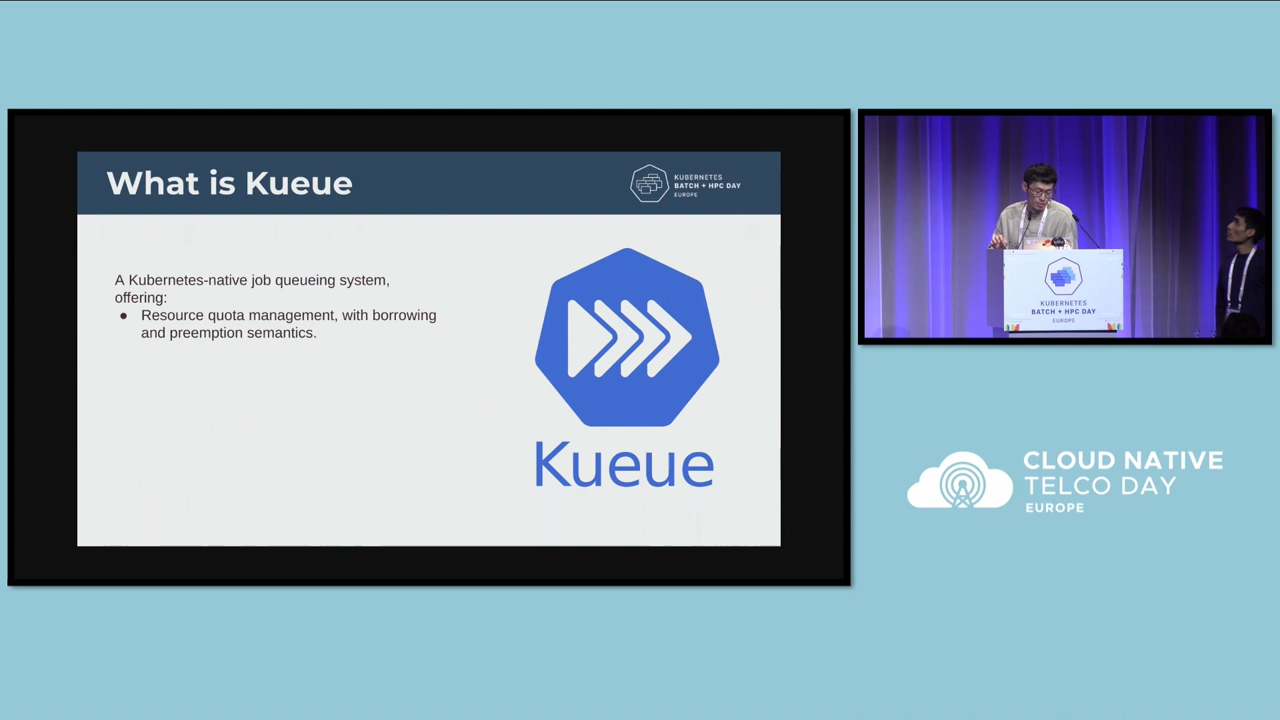 What is Kueue
KUBERNETES
BATCH + HPC DAY
EUROPE
A Kubernetes-native job queueing system,
offering:
● Resource quota management, with borrowing
and preemption semantics.
Kueue
KUBERNETES
BATCH + HPC DAY
EUROPE
CLOUD NATIVE
TELCO DAY
EUROPE